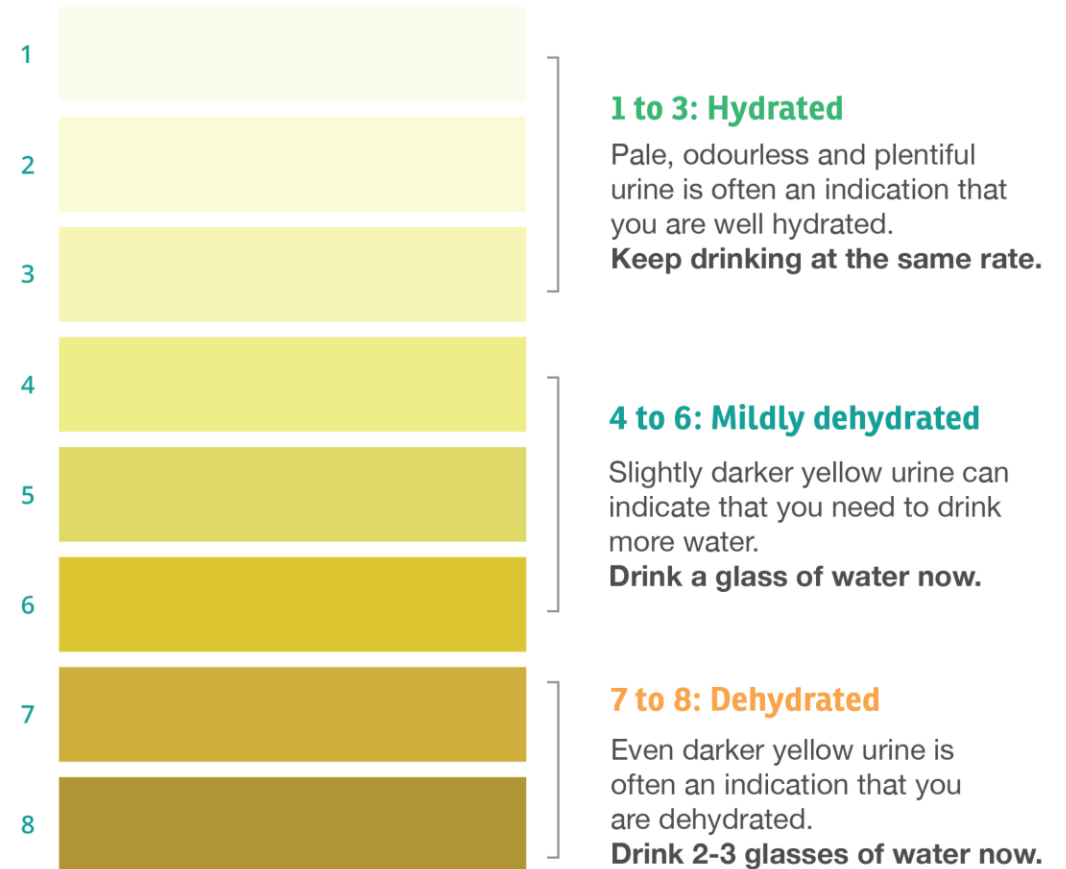 1
2
3
1 to 3: Hydrated
Pale, odourless and plentiful
urine is often an indication that
you are well hydrated.
Keep drinking at the same rate.
4
5
6
4 to 6: Mildly dehydrated
Slightly darker yellow urine can
indicate that you need to drink
more water.
Drink a glass of water now.
7
8
7 to 8: Dehydrated
Even darker yellow urine is
often an indication that you
are dehydrated.
Drink 2-3 glasses of water now.